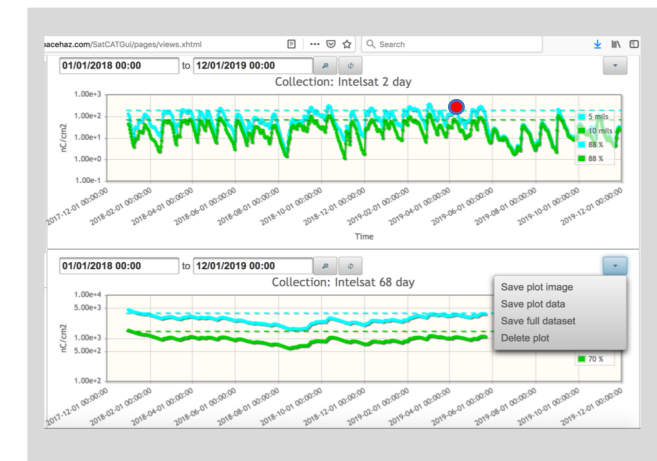 pacehaz.com/SatCATGui/pages/views.xhtml
Search
01/01/2018 00:00 to 12/01/2019 00:00
Collection: Intelsat 2 day
1.00e+3
1.00e+2
1.00e+1
1.00e+0
1.00e-1
nC/cm2
5 mils
10 mils
88 %
88 %
2017-12-01 00:00:00
2018-02-01 00:00:00
2018-04-01 00:00:00
2018-06-01 00:00:00
2018-08-01 00:00:00
2018-10-01 00:00:00
2018-12-01 00:00:00
2019-02-01 00:00:00
2019-04-01 00:00:00
2019-06-01 00:00:00
2019-08-01 00:00:00
2019-10-01 00:00:00
2019-12-01 00:00:00
Time
01/01/2018 00:00 to 12/01/2019 00:00
Collection: Intelsat 68 day
Save plot image
Save plot data
Save full dataset
Delete plot
1.00e+4
5.00e+3
1.00e+3
5.00e+2
1.00e+2
nC/cm2
70 %
2017-12-01 00:00:00
2018-02-01 00:00:00
2018-04-01 00:00:00
2018-06-01 00:00:00
2018-08-01 00:00:00
2018-10-01 00:00:00
2018-12-01 00:00:00
2019-02-01 00:00:00
2019-04-01 00:00:00
2019-06-01 00:00:00
2019-08-01 00:00:00
2019-10-01 00:00:00
2019-12-01 00:00:00